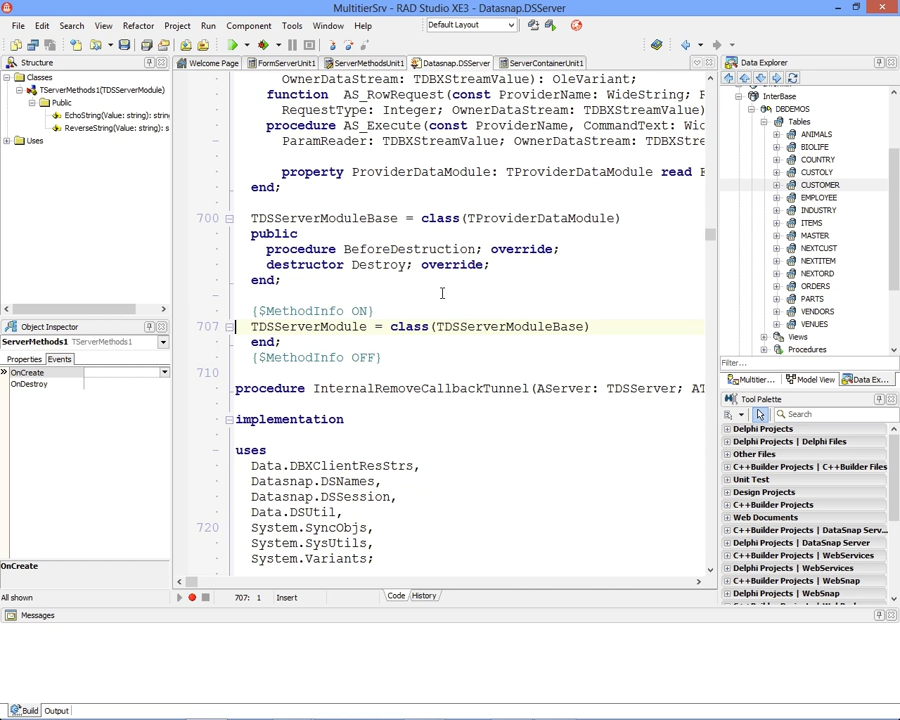 MultitierSrv - RAD Studio XE3 - Datasnap.DSServer
File Edit Search View Refactor Project Run Component Tools Window Help
Default Layout
Structure
Classes
TServerMethods1(TDSServerModule)
Public
EchoString(Value: string): strin
ReverseString(Value: string): s
Uses
Object Inspector
ServerMethods1 TServerMethods1
Properties Events
OnCreate
OnDestroy
OnCreate
All shown
Welcome Page FormServerUnit1 ServerMethodsUnit1 Datasnap.DSServer ServerContainerUnit1
OwnerDataStream: TDBXStreamValue): OleVariant;
function AS_RowRequest(const ProviderName: WideString;
RequestType: Integer; OwnerDataStream: TDBXStreamValue)
procedure AS_Execute(const ProviderName, CommandText: Wid
ParamReader: TDBXStreamValue; OwnerDataStream: TDBXStre
property ProviderDataModule: TProviderDataModule read
end;
700 TDSServerModuleBase = class(TProviderDataModule)
public
procedure BeforeDestruction; override;
destructor Destroy; override;
end;
{$MethodInfo ON}
707 TDSServerModule = class(TDSServerModuleBase)
end;
{$MethodInfo OFF}
710
procedure InternalRemoveCallbackTunnel(AServer: TDSServer; AT
implementation
uses
Data.DBXClientResStrs,
Datasnap.DSNames,
Datasnap.DSSession,
Data.DSUtil,
720 System.SyncObjs,
System.SysUtils,
System.Variants;
707: 1 Insert Code History
Data Explorer
InterBase
DBDEMOS
Tables
ANIMALS
BIOLIFE
COUNTRY
CUSTOLY
CUSTOMER
EMPLOYEE
INDUSTRY
ITEMS
MASTER
NEXTCUST
NEXTITEM
NEXTORD
ORDERS
PARTS
VENDORS
VENUES
Views
Procedures
Filter...
Multitier... Model View Data Ex...
Tool Palette
Search
Delphi Projects
Delphi Projects | Delphi Files
Other Files
C++Builder Projects | C++Builder Files
Unit Test
Design Projects
C++Builder Projects
Web Documents
C++Builder Projects | DataSnap Serv...
Delphi Projects | DataSnap Server
C++Builder Projects | WebServices
Delphi Projects | WebServices
C++Builder Projects | WebSnap
Delphi Projects | WebSnap
Messages
Build Output